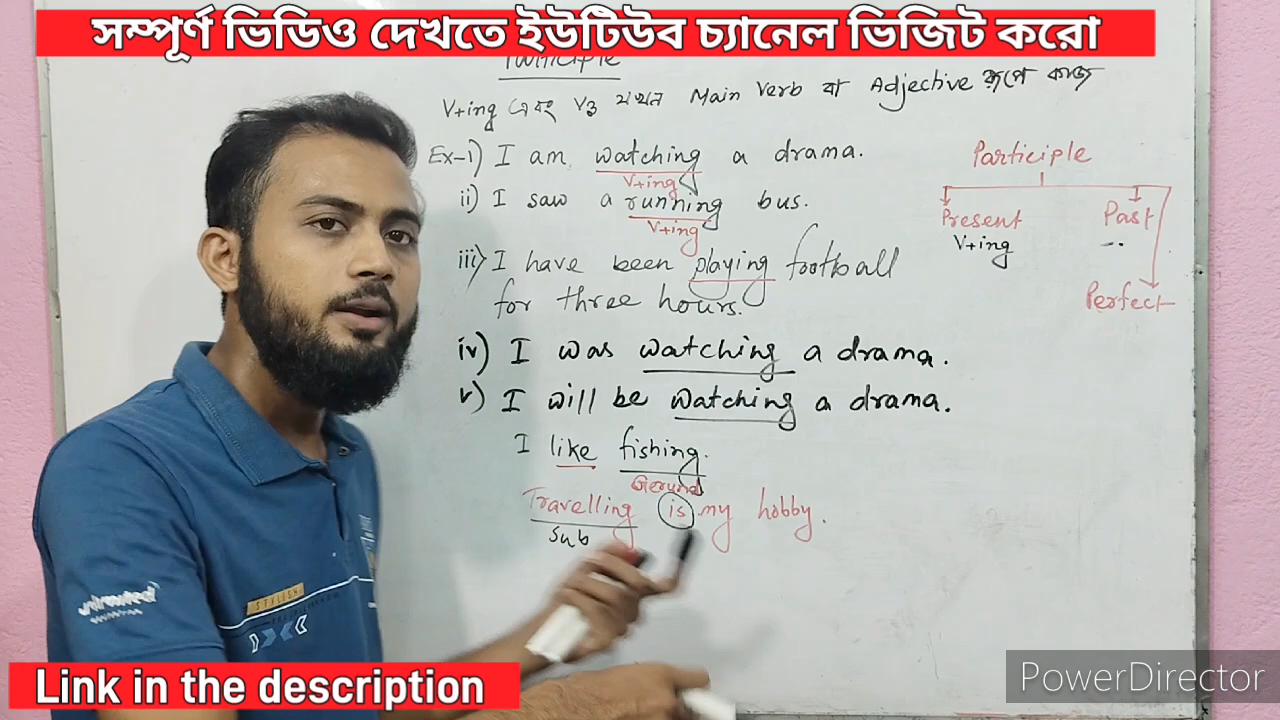 সম্পূর্ণ ভিডিও দেখতে ইউটিউব চ্যানেল ভিজিট করো
Participle
V+ing এবং V3 যখন Main Verb বা Adjective রূপে কাজ
Ex-i) I am watching a drama.
V+ing
ii) I saw a running bus.
V+ing
iii) I have been playing football
for three hours.
iv) I was watching a drama.
v) I will be watching a drama.
I like fishing.
Gerund
Travelling is my hobby.
Sub
Participle
Present Past
V+ing
Perfect
STYLISH
Link in the description
PowerDirector